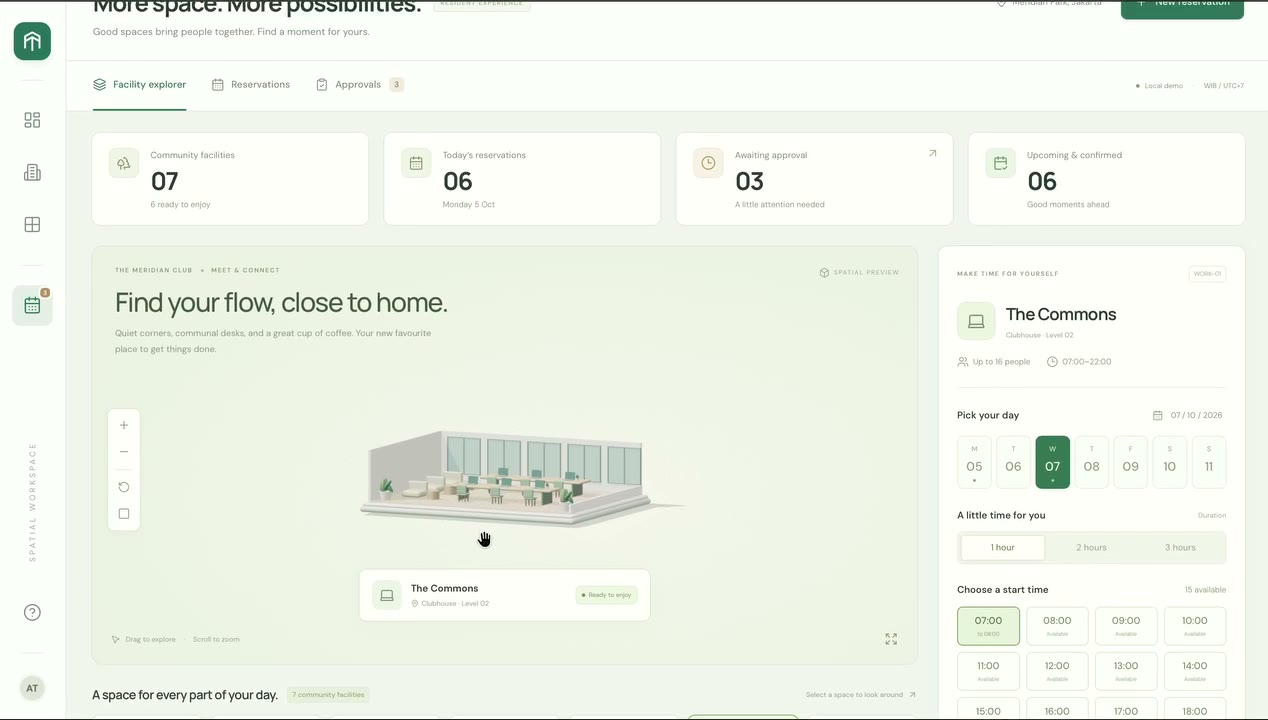 More space. More possibilities.
RESIDENT EXPERIENCE
Meridian Park, Jakarta
New reservation
Good spaces bring people together. Find a moment for yours.
Facility explorer
Reservations
Approvals
3
Local demo
WIB / UTC+7
Community facilities
07
6 ready to enjoy
Today's reservations
06
Monday 5 Oct
Awaiting approval
03
A little attention needed
Upcoming & confirmed
06
Good moments ahead
3
SPATIAL WORKSPACE
AT
THE MERIDIAN CLUB
MEET & CONNECT
SPATIAL PREVIEW
Find your flow, close to home.
Quiet corners, communal desks, and a great cup of coffee. Your new favourite
place to get things done.
The Commons
Clubhouse · Level 02
Ready to enjoy
Drag to explore · Scroll to zoom
A space for every part of your day.
7 community facilities
Select a space to look around
MAKE TIME FOR YOURSELF
WORK-01
The Commons
Clubhouse · Level 02
Up to 16 people
07:00–22:00
Pick your day
07 / 10 / 2026
M T W T F S S
05 06 07 08 09 10 11
A little time for you
Duration
1 hour
2 hours
3 hours
Choose a start time
15 available
07:00 08:00 09:00 10:00
to 08:00 Available Available Available
11:00 12:00 13:00 14:00
Available Available Available Available
15:00 16:00 17:00 18:00